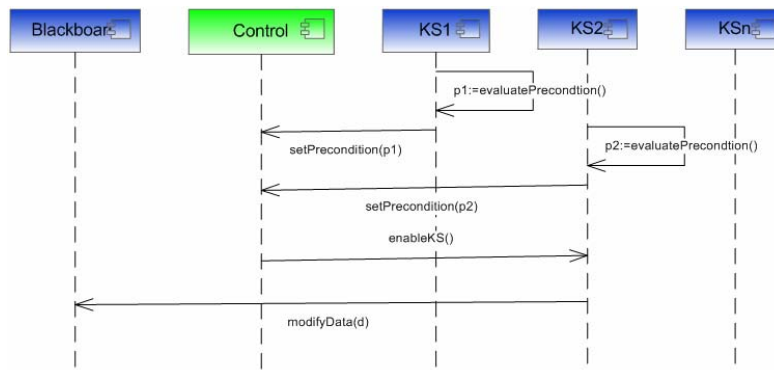 Blackboar
Control
KS1
KS2
KSn
p1:=evaluatePrecondtion()
setPrecondition(p1)
p2:=evaluatePrecondtion()
setPrecondition(p2)
enableKS()
modifyData(d)